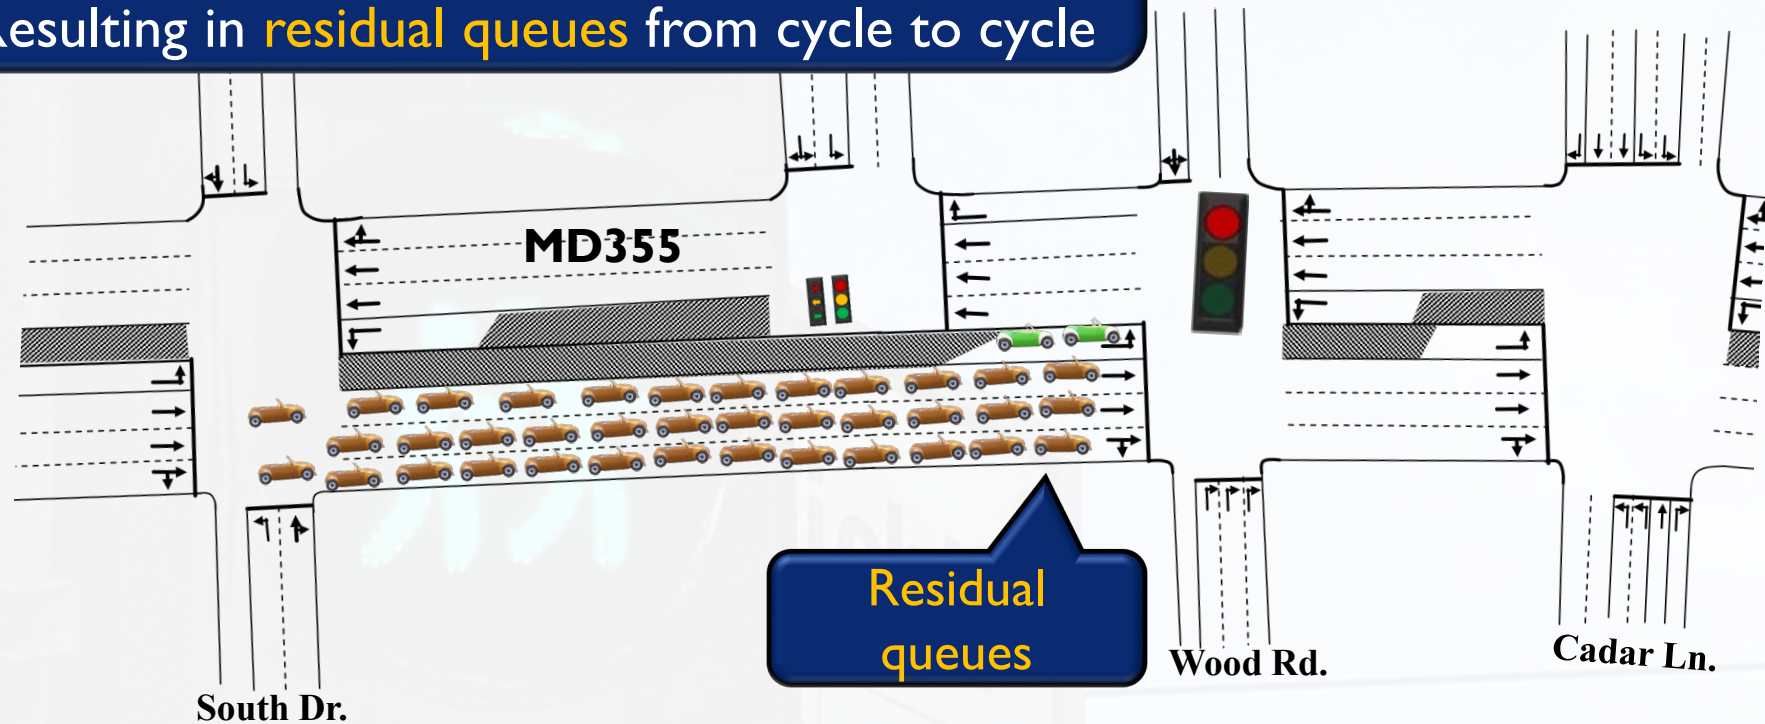 esulting in residual queues from cycle to cycle
MD355
Residual
queues
Wood Rd.
Cadar Ln.
South Dr.